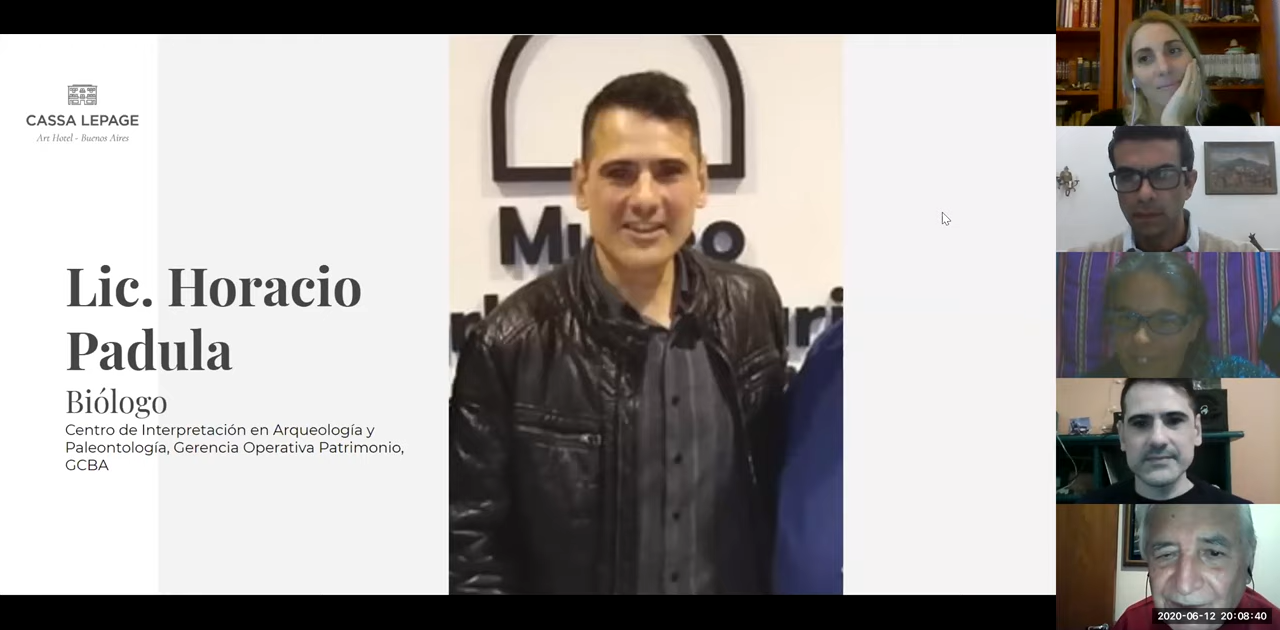 CASSA LEPAGE
Art Hotel - Buenos Aires
Lic. Horacio
Padula
Biólogo
Centro de Interpretación en Arqueología y
Paleontología, Gerencia Operativa Patrimonio,
GCBA
2020-06-12 20:08:40